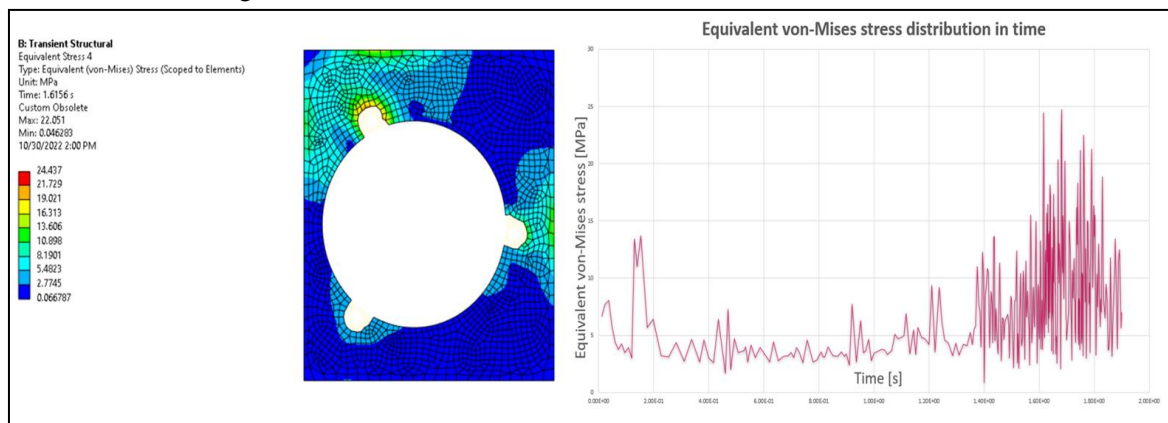 B: Transient Structural
Equivalent Stress 4
Type: Equivalent (von-Mises) Stress (Scoped to Elements)
Unit: MPa
Time: 1.6156 s
Custom Obsolete
Max: 22.051
Min: 0.046283
10/30/2022 2:00 PM
24.437
21.729
19.021
16.313
13.606
10.898
8.1901
5.4823
2.7745
0.066787
Equivalent von-Mises stress distribution in time
Equivalent von-Mises stress [MPa]
30
25
20
15
10
5
0
Time [s]
0.00E+00 2.00E-01 4.00E-01 6.00E-01 8.00E-01 1.00E+00 1.20E+00 1.40E+00 1.60E+00 1.80E+00 2.00E+00